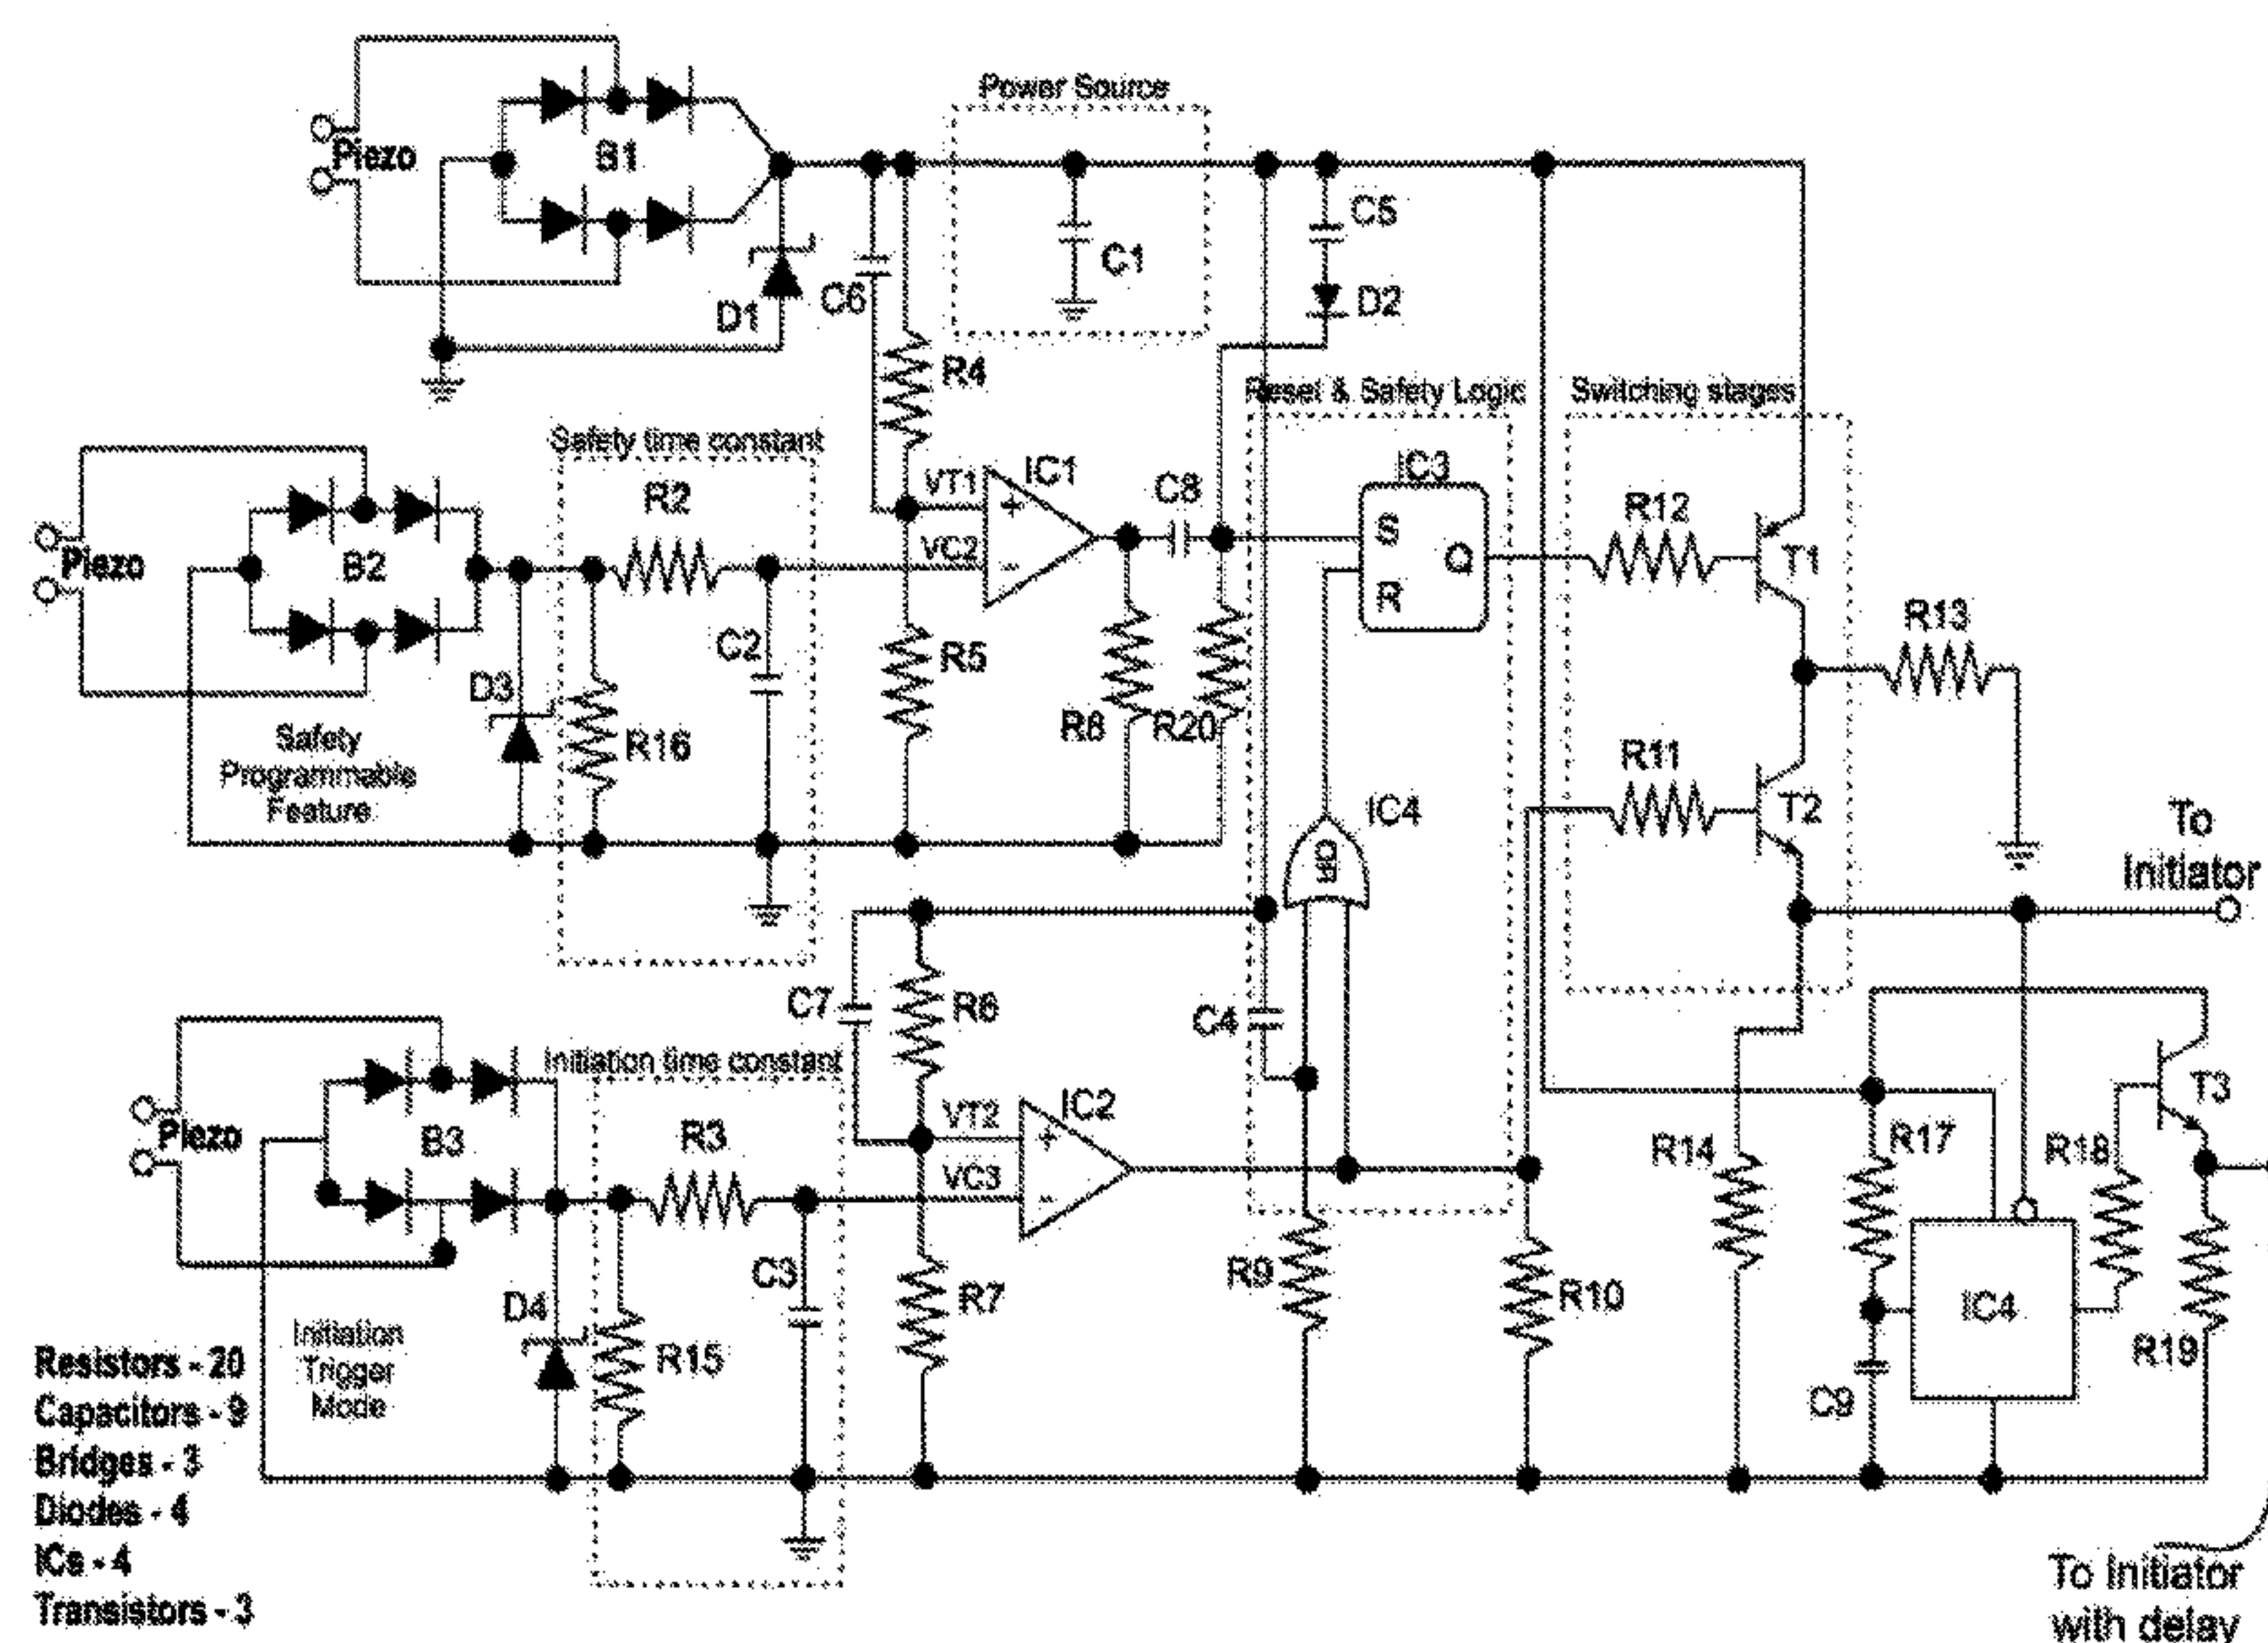 Power Source
Piezo
B1
C5
C1
D1
C6
D2
R4
Reset & Safety Logic
Switching stages
Safety time constant
IC1
IC3
R2
VT1
C8
R12
S
+
VC2
-
Q
T1
Piezo
B2
R
R13
C2
R5
D3
R8
R20
R16
Safety
Programmable
Feature
R11
IC4
T2
To
Initiator
OR
C7
R6
C4
Initiation time constant
T3
VT2
IC2
+
Piezo
B3
R3
R14
R17
R18
VC3
-
C3
R9
R7
R10
IC4
D4
Initiation
Trigger
Mode
R15
R19
C9
Resistors - 20
Capacitors - 9
Bridges - 3
Diodes - 4
ICs - 4
Transistors - 3
To Initiator
with delay